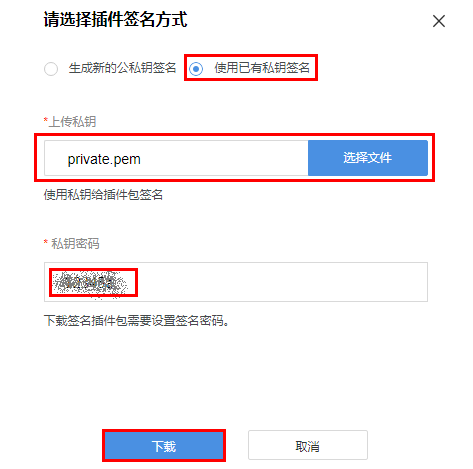 请选择插件签名方式
生成新的公私钥签名 使用已有私钥签名
*上传私钥
private.pem 选择文件
使用私钥给插件包签名
* 私钥密码
下载签名插件包需要设置签名密码。
下载 取消